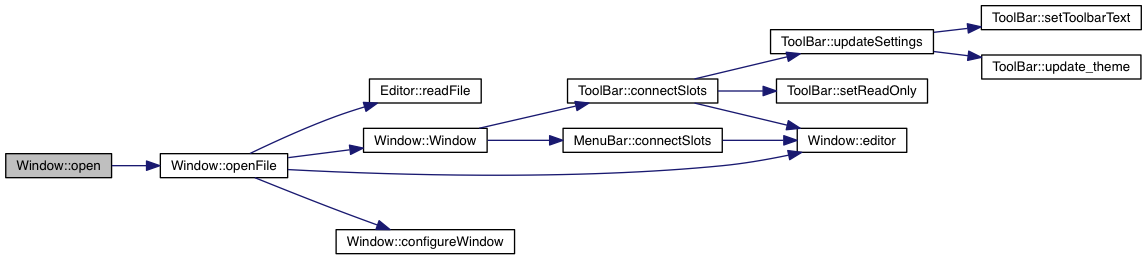 Window::open
Window::openFile
Editor::readFile
Window::Window
Window::configureWindow
ToolBar::connectSlots
MenuBar::connectSlots
ToolBar::updateSettings
ToolBar::setReadOnly
Window::editor
ToolBar::setToolbarText
ToolBar::update_theme